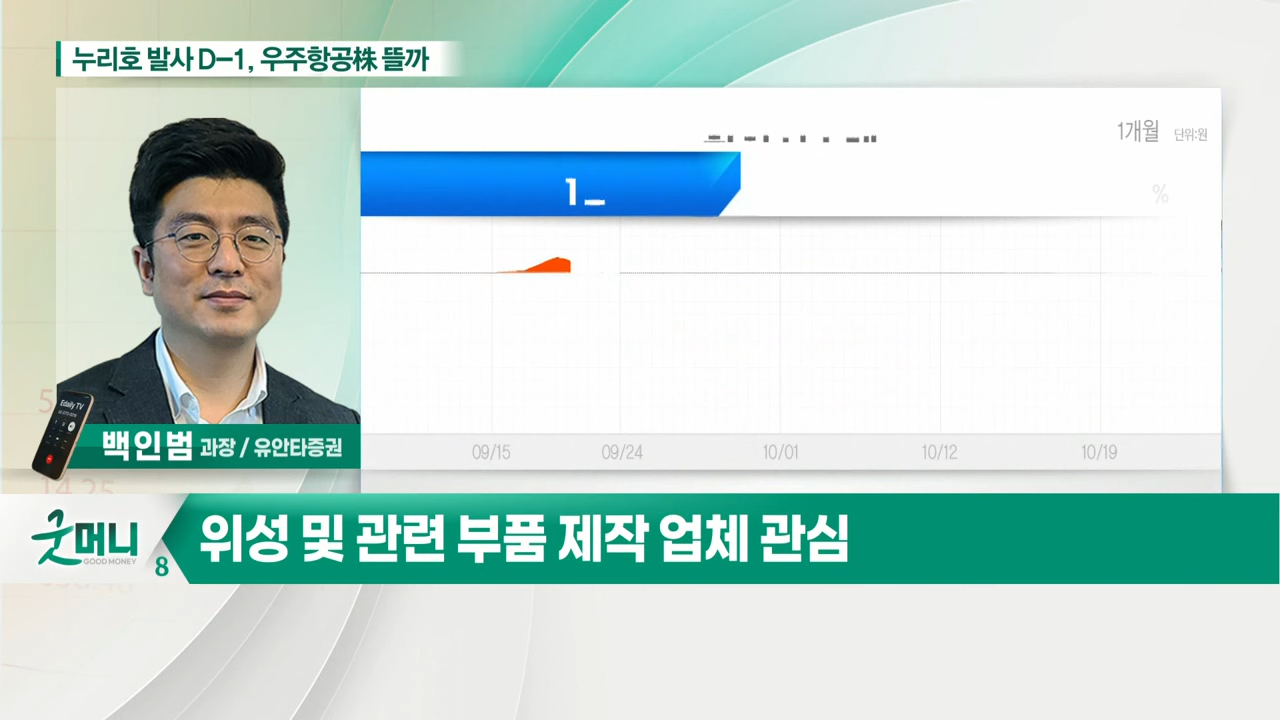 누리호 발사 D-1, 우주항공株 뜰까
1개월 단위:원
1
%
09/15 09/24 10/01 10/12 10/19
Edaily TV
백인범 과장 / 유안타증권
굿머니
GOOD MONEY
8
위성 및 관련 부품 제작 업체 관심